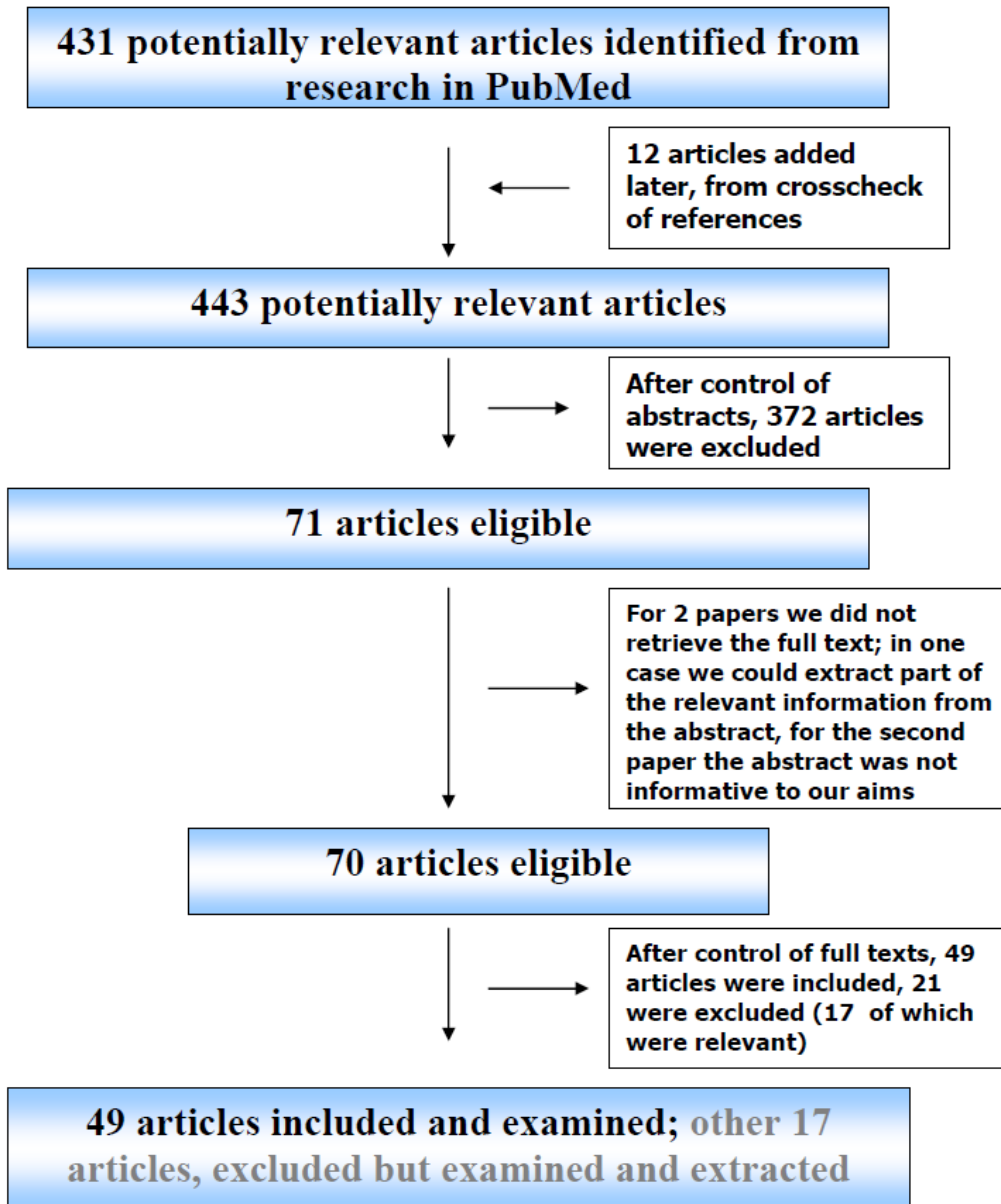 431 potentially relevant articles identified from
research in PubMed
12 articles added
later, from crosscheck
of references
443 potentially relevant articles
After control of
abstracts, 372 articles
were excluded
71 articles eligible
For 2 papers we did not
retrieve the full text; in one
case we could extract part of
the relevant information from
the abstract, for the second
paper the abstract was not
informative to our aims
70 articles eligible
After control of full texts, 49
articles were included, 21
were excluded (17 of which
were relevant)
49 articles included and examined; other 17
articles, excluded but examined and extracted